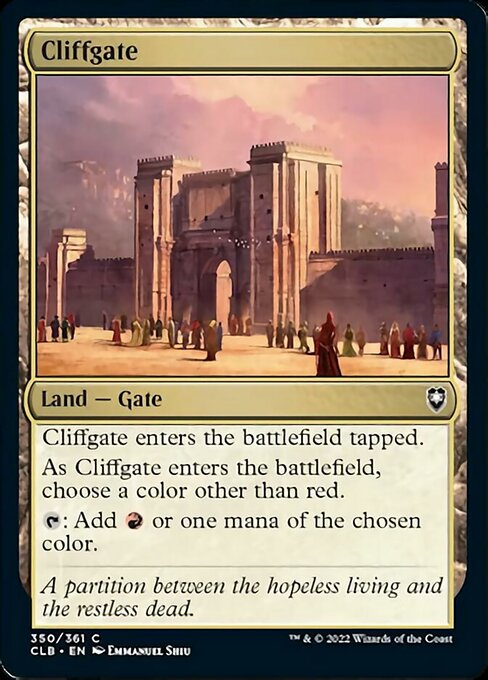 Cliffgate
Land — Gate
Cliffgate enters the battlefield tapped.
As Cliffgate enters the battlefield,
choose a color other than red.
: Add or one mana of the chosen
color.
A partition between the hopeless living and
the restless dead.
350/361 C
™ & © 2022 Wizards of the Coast
CLB • EN Emmanuel Shiu